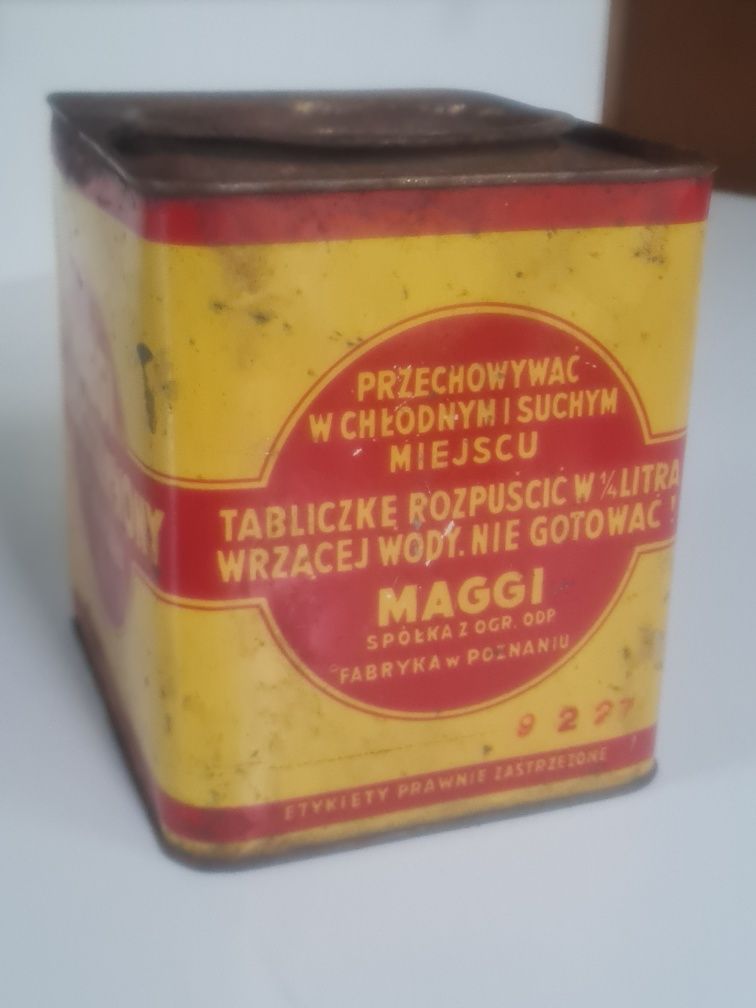 PRZECHOWYWAĆ
W CHŁODNYM I SUCHYM
MIEJSCU
TABLICZKĘ ROZPUŚCIĆ W ¼ LITRA
WRZĄCEJ WODY. NIE GOTOWAĆ!
MAGGI
SPÓŁKA Z OGR. ODP
FABRYKA w POZNANIU
ETYKIETY PRAWNIE ZASTRZEŻONE